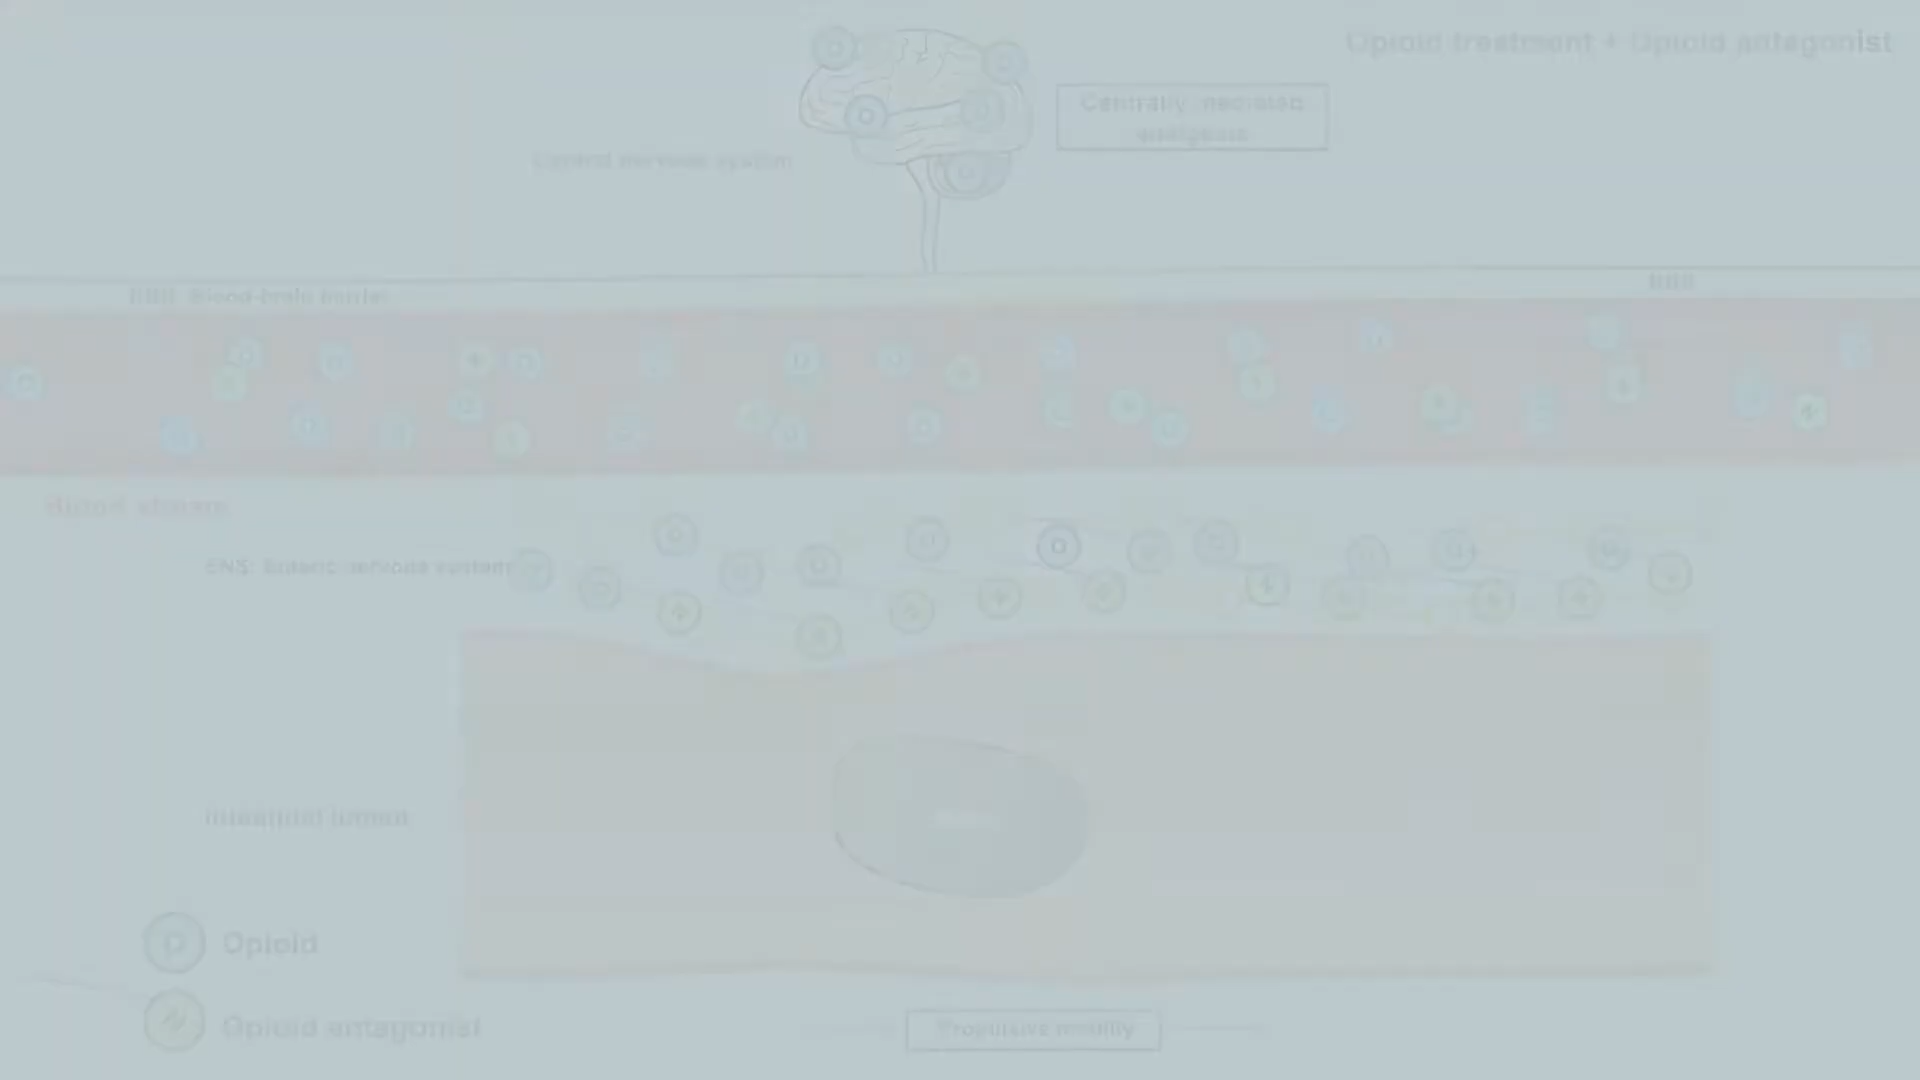 Opioid treatment + Opioid antagonist
Centrally mediated
analgesia
Central nervous system
BBB: Blood-brain barrier
BBB
Blood stream
ENS: Enteric nervous system
Intestinal lumen
Opioid
Opioid antagonist
Propulsive motility